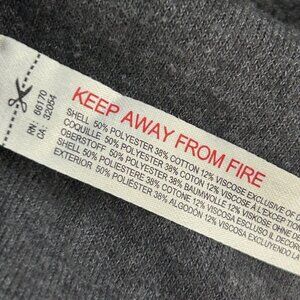 RN: 66170
CA: 32054
KEEP AWAY FROM FIRE
SHELL 50% POLYESTER 38% COTTON 12% VISCOSE EXCLUSIVE OF
COQUILLE 50% POLYESTER 38% COTON 12% VISCOSE À L'EXCEPTION
OBERSTOFF 50% POLYESTER 38% BAUMWOLLE 12% VISKOSE OHNE
SHELL 50% POLIESTERE 38% COTONE 12% VISCOSA ESCLUSO IL DECOR
EXTERIOR 50% POLIÉSTER 38% ALGODÓN 12% VISCOSA EXCLUYENDO LA